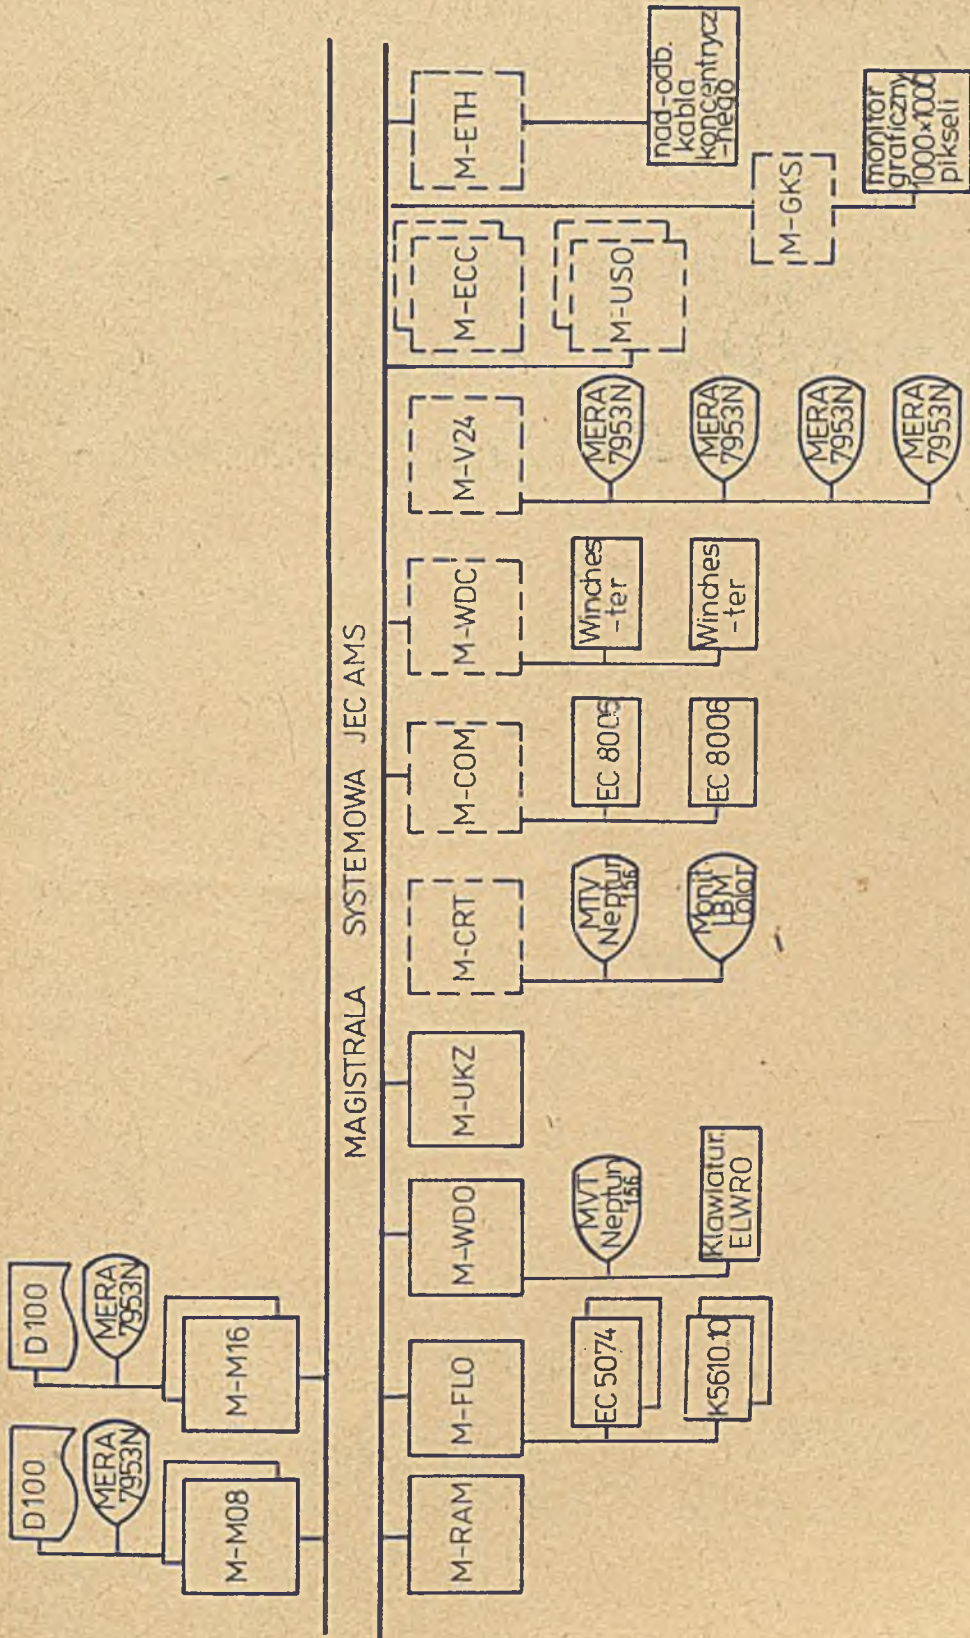 D100
MERA
7953N
M-M08
D100
MERA
7953N
M-M16
MAGISTRALA SYSTEMOWA JEC AMS
M-RAM
M-FLO
EC 5074
K5610.10
M-WDO
MVT
Neptun
156
Klawiatur.
ELWRO
M-UKZ
M-CRT
MTV
Neptun
156
Monit.
IBM
Color
M-COM
EC 8006
EC 8006
M-WDC
Winches
-ter
Winches
-ter
M-V24
MERA
7953N
MERA
7953N
MERA
7953N
MERA
7953N
M-ECC
M-USO
M-ETH
nad-odb.
kabla
koncentrycz
-nego
M-GKS
monitor
graficzny
1000×1000
pikseli